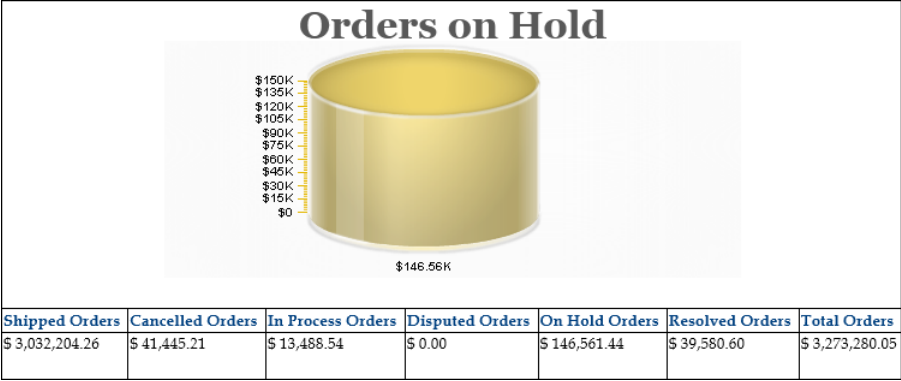 Orders on Hold
$150K
$135K
$120K
$105K
$90K
$75K
$60K
$45K
$30K
$15K
$0
$146.56K
Shipped Orders Cancelled Orders In Process Orders Disputed Orders On Hold Orders Resolved Orders Total Orders
$ 3,032,204.26 $ 41,445.21 $ 13,488.54 $ 0.00 $ 146,561.44 $ 39,580.60 $ 3,273,280.05